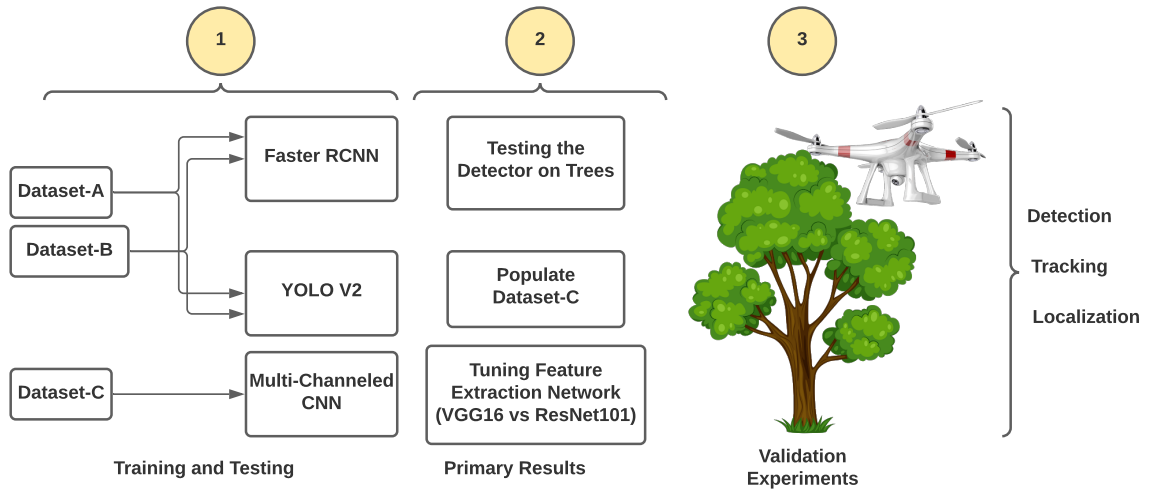 1
2
3
Dataset-A
Dataset-B
Dataset-C
Faster RCNN
YOLO V2
Multi-Channeled
CNN
Training and Testing
Testing the
Detector on Trees
Populate
Dataset-C
Tuning Feature
Extraction Network
(VGG16 vs ResNet101)
Primary Results
Validation
Experiments
Detection
Tracking
Localization